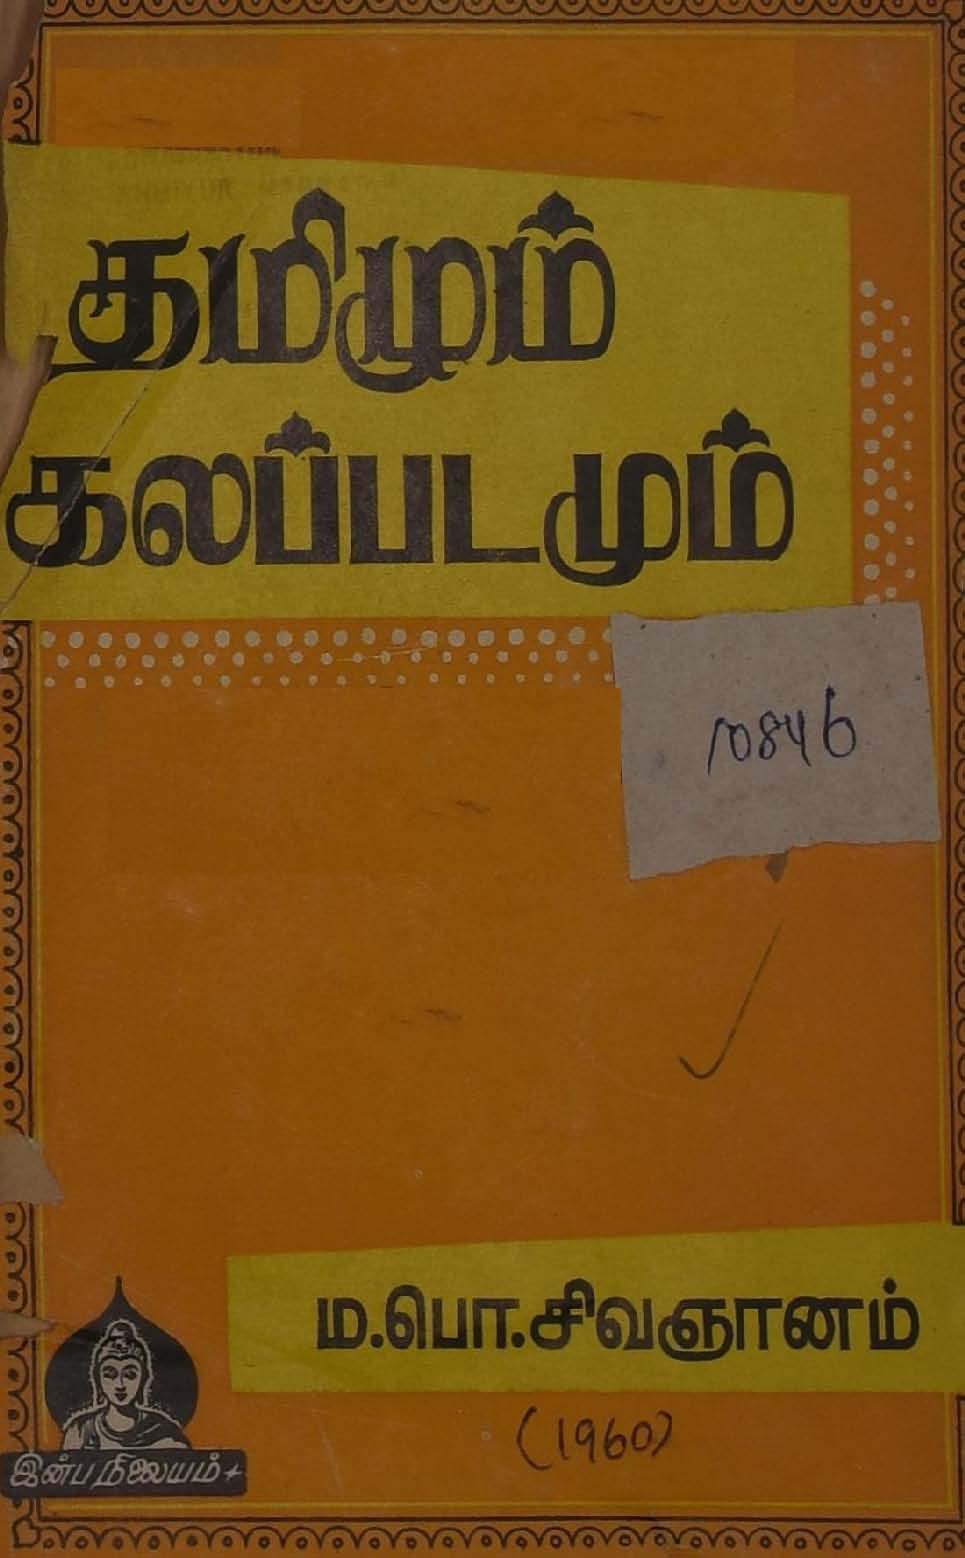 தமிழும்
கலப்படமும்
10846
ம.பொ.சிவஞானம்
(1960)
இன்ப நிலையம்